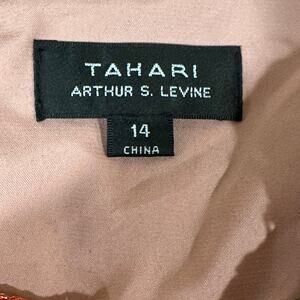 TAHARI
ARTHUR S. LEVINE
14
CHINA